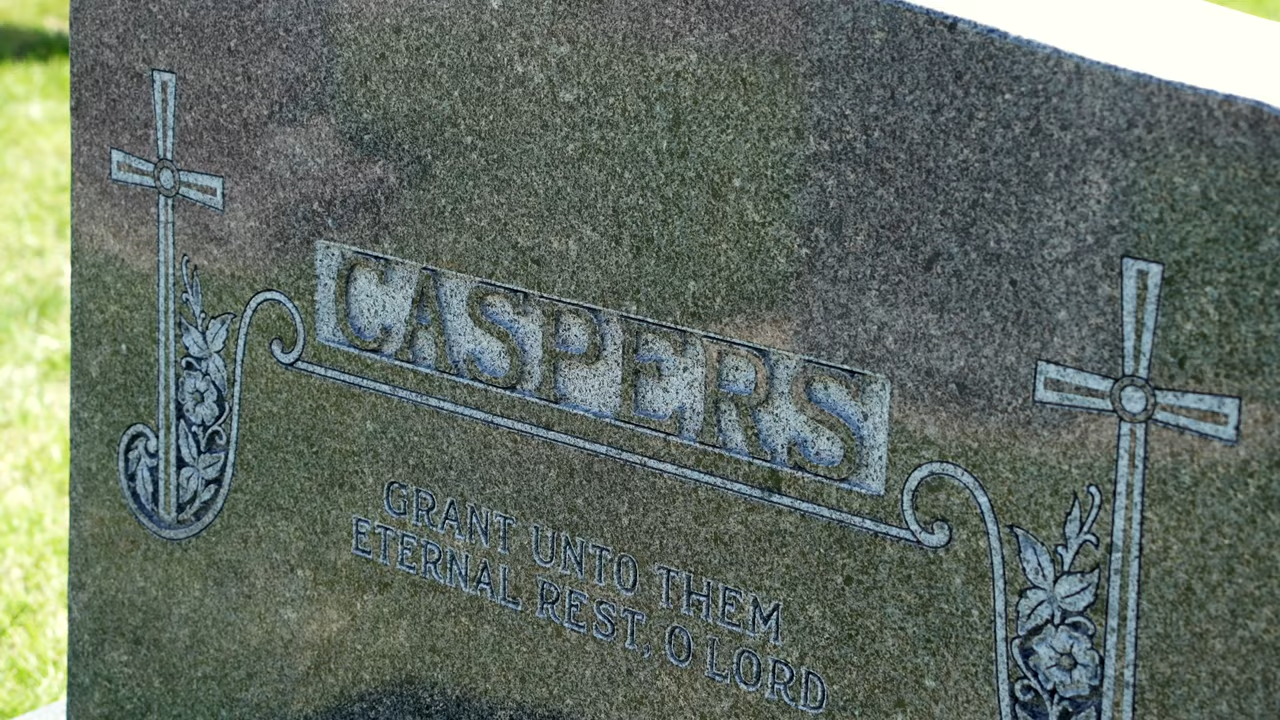 CASPERS
GRANT UNTO THEM
ETERNAL REST, O LORD